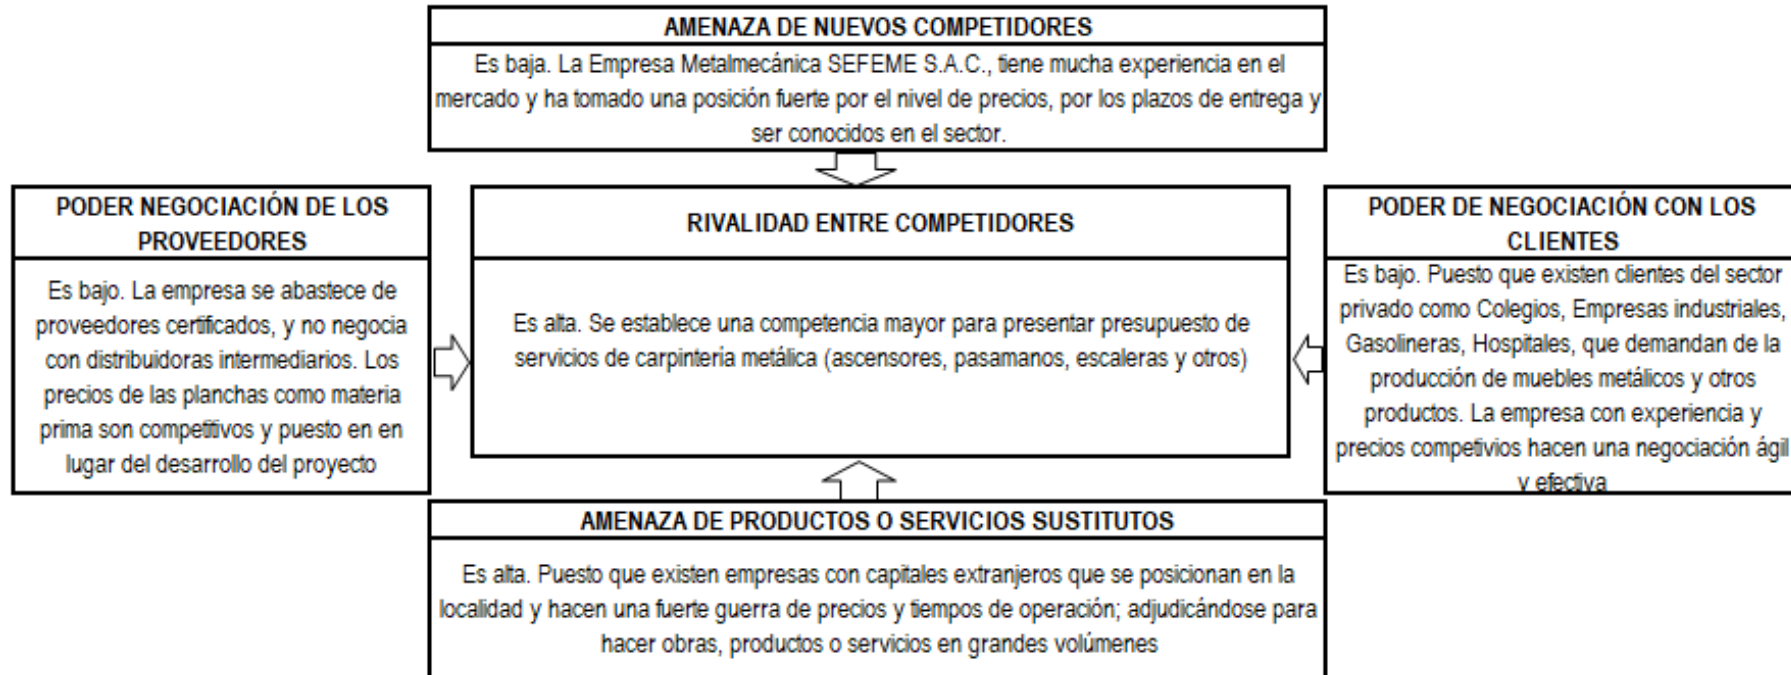 AMENAZA DE NUEVOS COMPETIDORES
Es baja. La Empresa Metalmecánica SEFEME S.A.C., tiene mucha experiencia en el
mercado y ha tomado una posición fuerte por el nivel de precios, por los plazos de entrega y
ser conocidos en el sector.
PODER NEGOCIACIÓN DE LOS
PROVEEDORES
Es bajo. La empresa se abastece de
proveedores certificados, y no negocia
con distribuidoras intermediarios. Los
precios de las planchas como materia
prima son competitivos y puesto en en
lugar del desarrollo del proyecto
RIVALIDAD ENTRE COMPETIDORES
Es alta. Se establece una competencia mayor para presentar presupuesto de
servicios de carpintería metálica (ascensores, pasamanos, escaleras y otros)
PODER DE NEGOCIACIÓN CON LOS
CLIENTES
Es bajo. Puesto que existen clientes del sector
privado como Colegios, Empresas industriales,
Gasolineras, Hospitales, que demandan de la
producción de muebles metálicos y otros
productos. La empresa con experiencia y
precios competivios hacen una negociación ágil
y efectiva
AMENAZA DE PRODUCTOS O SERVICIOS SUSTITUTOS
Es alta. Puesto que existen empresas con capitales extranjeros que se posicionan en la
localidad y hacen una fuerte guerra de precios y tiempos de operación; adjudicándose para
hacer obras, productos o servicios en grandes volúmenes